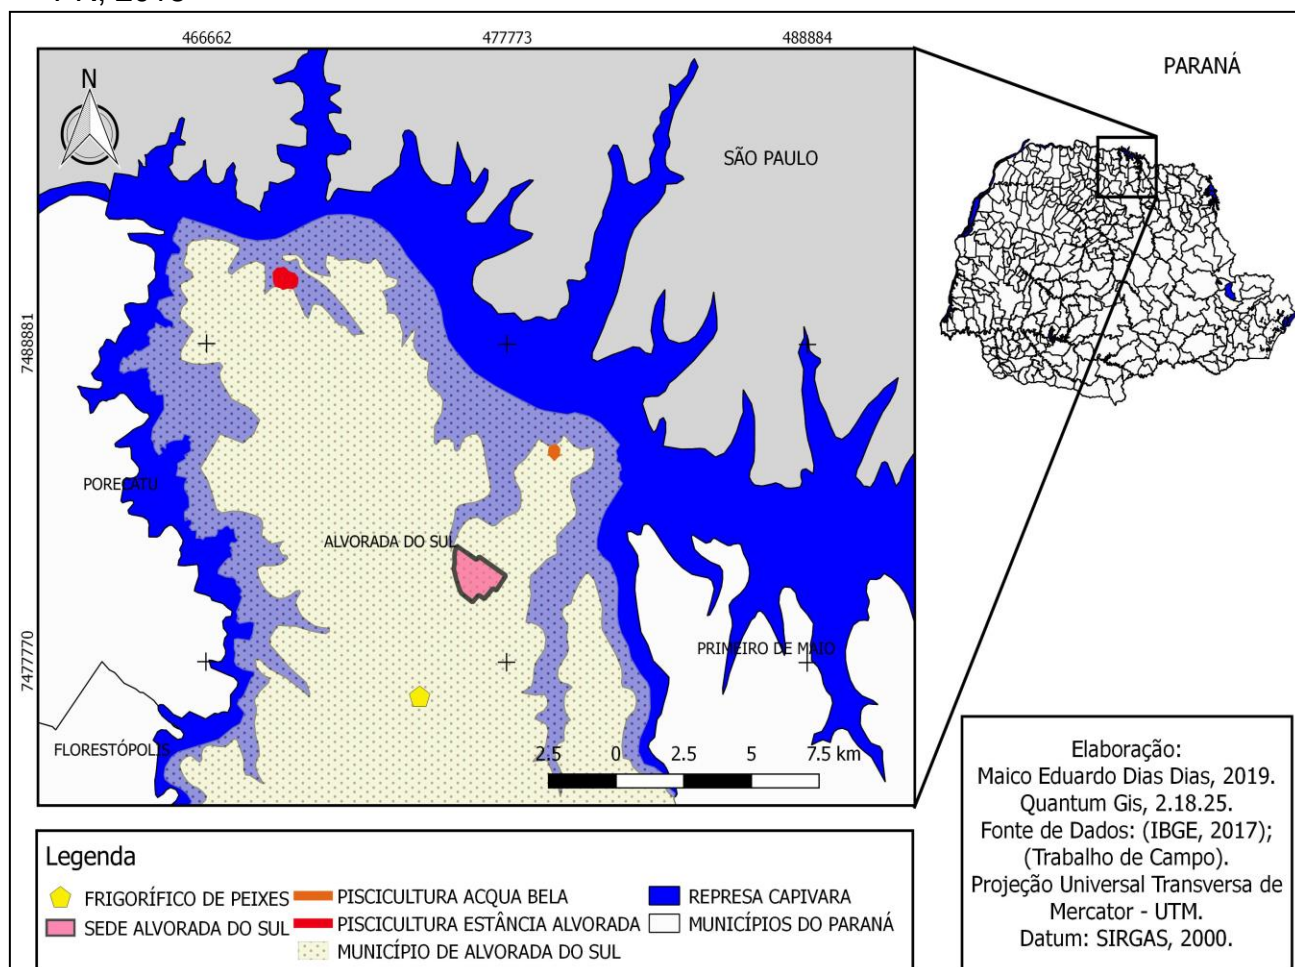 466662 477773 488884
N
PARANÁ
SÃO PAULO
7488881
PORECATU
ALVORADA DO SUL
7477770
PRIMEIRO DE MAIO
FLORESTÓPOLIS
2.5 0 2.5 5 7.5 km
Legenda
FRIGORÍFICO DE PEIXES
SEDE ALVORADA DO SUL
PISCICULTURA ACQUA BELA
PISCICULTURA ESTÂNCIA ALVORADA
MUNICÍPIO DE ALVORADA DO SUL
REPRESA CAPIVARA
MUNICÍPIOS DO PARANÁ
Elaboração:
Maico Eduardo Dias Dias, 2019.
Quantum Gis, 2.18.25.
Fonte de Dados: (IBGE, 2017);
(Trabalho de Campo).
Projeção Universal Transversa de
Mercator - UTM.
Datum: SIRGAS, 2000.